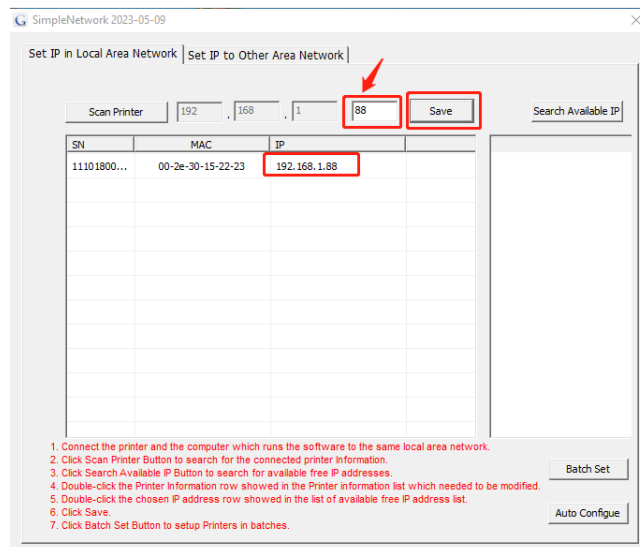 SimpleNetwork 2023-05-09
Set IP in Local Area Network Set IP to Other Area Network
Scan Printer 192 . 168 . 1 88 Save Search Available IP
SN MAC IP
11101800... 00-2e-30-15-22-23 192.168.1.88
1. Connect the printer and the computer which runs the software to the same local area network.
2. Click Scan Printer Button to search for the connected printer Information.
3. Click Search Available IP Button to search for available free IP addresses.
4. Double-click the Printer Information row showed in the Printer information list which needed to be modified.
5. Double-click the chosen IP address row showed in the list of available free IP address list.
6. Click Save.
7. Click Batch Set Button to setup Printers in batches.
Batch Set
Auto Configue